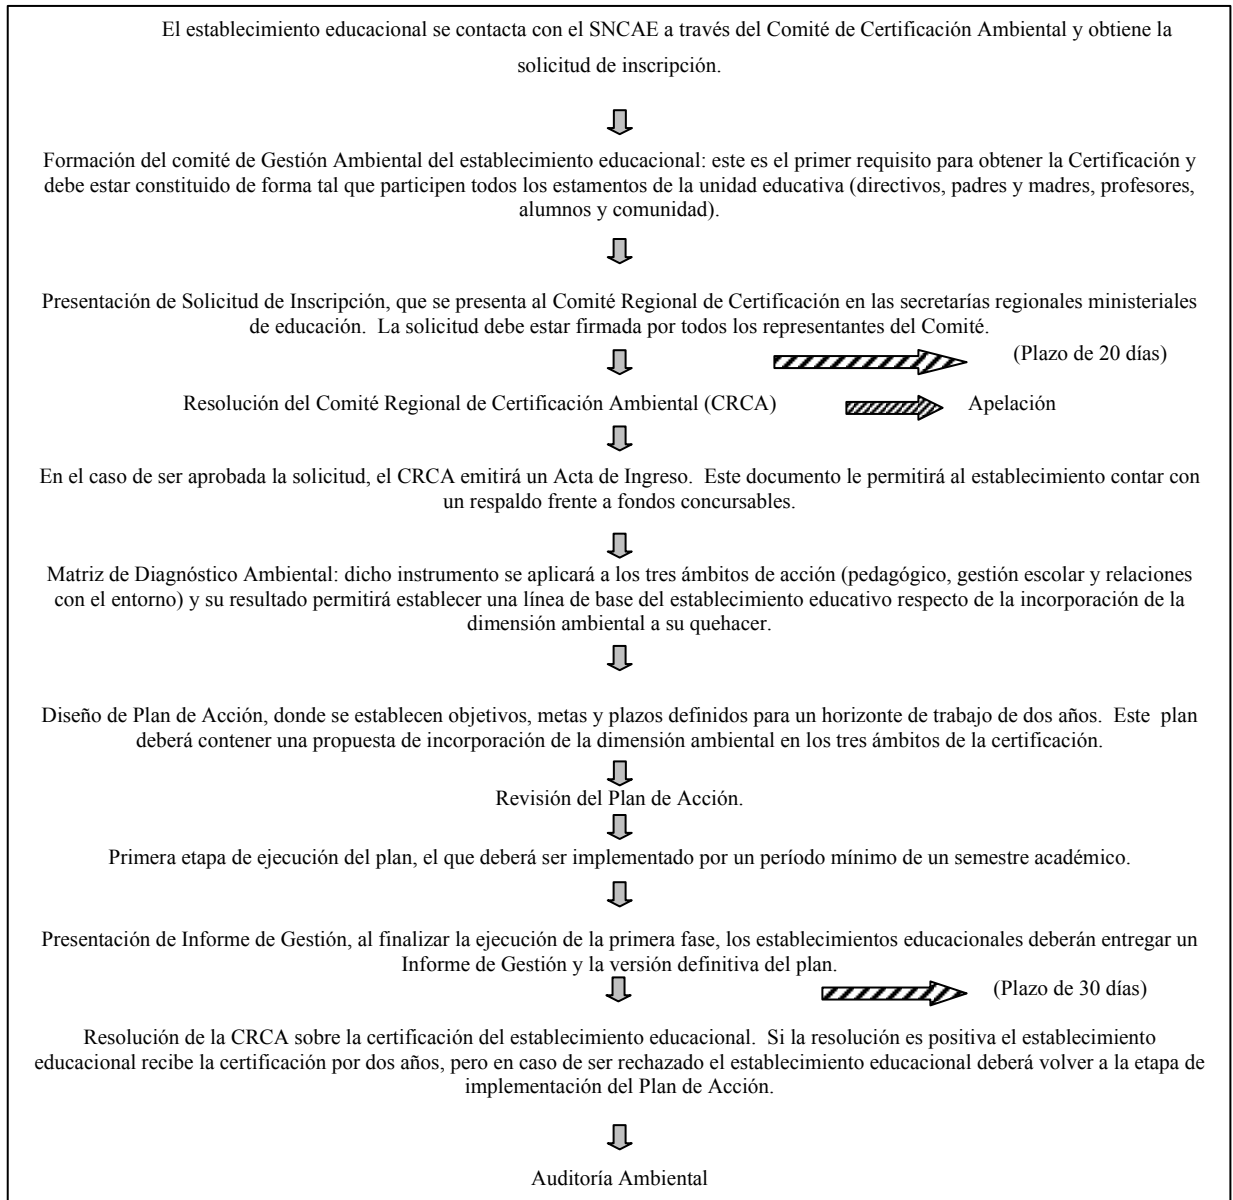 El establecimiento educacional se contacta con el SNCAE a través del Comité de Certificación Ambiental y obtiene la
solicitud de inscripción.
Formación del comité de Gestión Ambiental del establecimiento educacional: este es el primer requisito para obtener la Certificación y
debe estar constituido de forma tal que participen todos los estamentos de la unidad educativa (directivos, padres y madres, profesores,
alumnos y comunidad).
Presentación de Solicitud de Inscripción, que se presenta al Comité Regional de Certificación en las secretarías regionales ministeriales
de educación. La solicitud debe estar firmada por todos los representantes del Comité.
(Plazo de 20 días)
Resolución del Comité Regional de Certificación Ambiental (CRCA) Apelación
En el caso de ser aprobada la solicitud, el CRCA emitirá un Acta de Ingreso. Este documento le permitirá al establecimiento contar con
un respaldo frente a fondos concursables.
Matriz de Diagnóstico Ambiental: dicho instrumento se aplicará a los tres ámbitos de acción (pedagógico, gestión escolar y relaciones
con el entorno) y su resultado permitirá establecer una línea de base del establecimiento educativo respecto de la incorporación de la
dimensión ambiental a su quehacer.
Diseño de Plan de Acción, donde se establecen objetivos, metas y plazos definidos para un horizonte de trabajo de dos años. Este plan
deberá contener una propuesta de incorporación de la dimensión ambiental en los tres ámbitos de la certificación.
Revisión del Plan de Acción.
Primera etapa de ejecución del plan, el que deberá ser implementado por un período mínimo de un semestre académico.
Presentación de Informe de Gestión, al finalizar la ejecución de la primera fase, los establecimientos educacionales deberán entregar un
Informe de Gestión y la versión definitiva del plan.
(Plazo de 30 días)
Resolución de la CRCA sobre la certificación del establecimiento educacional. Si la resolución es positiva el establecimiento
educacional recibe la certificación por dos años, pero en caso de ser rechazado el establecimiento educacional deberá volver a la etapa de
implementación del Plan de Acción.
Auditoría Ambiental